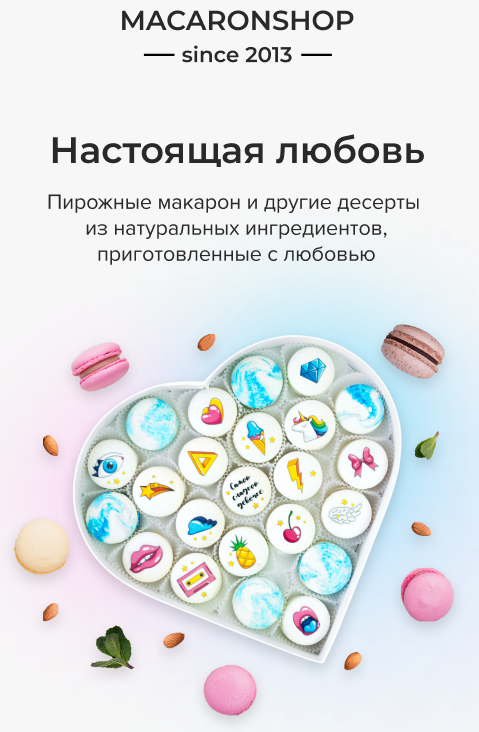 MACARONSHOP
since 2013
Настоящая любовь
Пирожные макарон и другие десерты
из натуральных ингредиентов,
приготовленные с любовью
Самой
сладкой
девочке